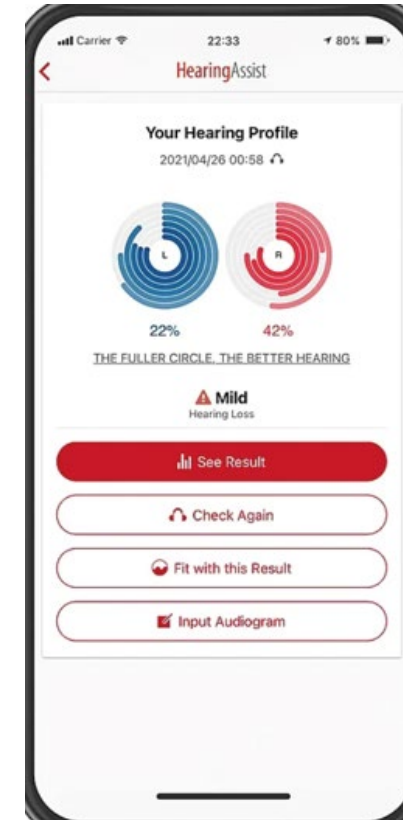 Carrier 22:33 80%
HearingAssist
Your Hearing Profile
2021/04/26 00:58
L R
22% 42%
THE FULLER CIRCLE, THE BETTER HEARING
Mild
Hearing Loss
See Result
Check Again
Fit with this Result
Input Audiogram